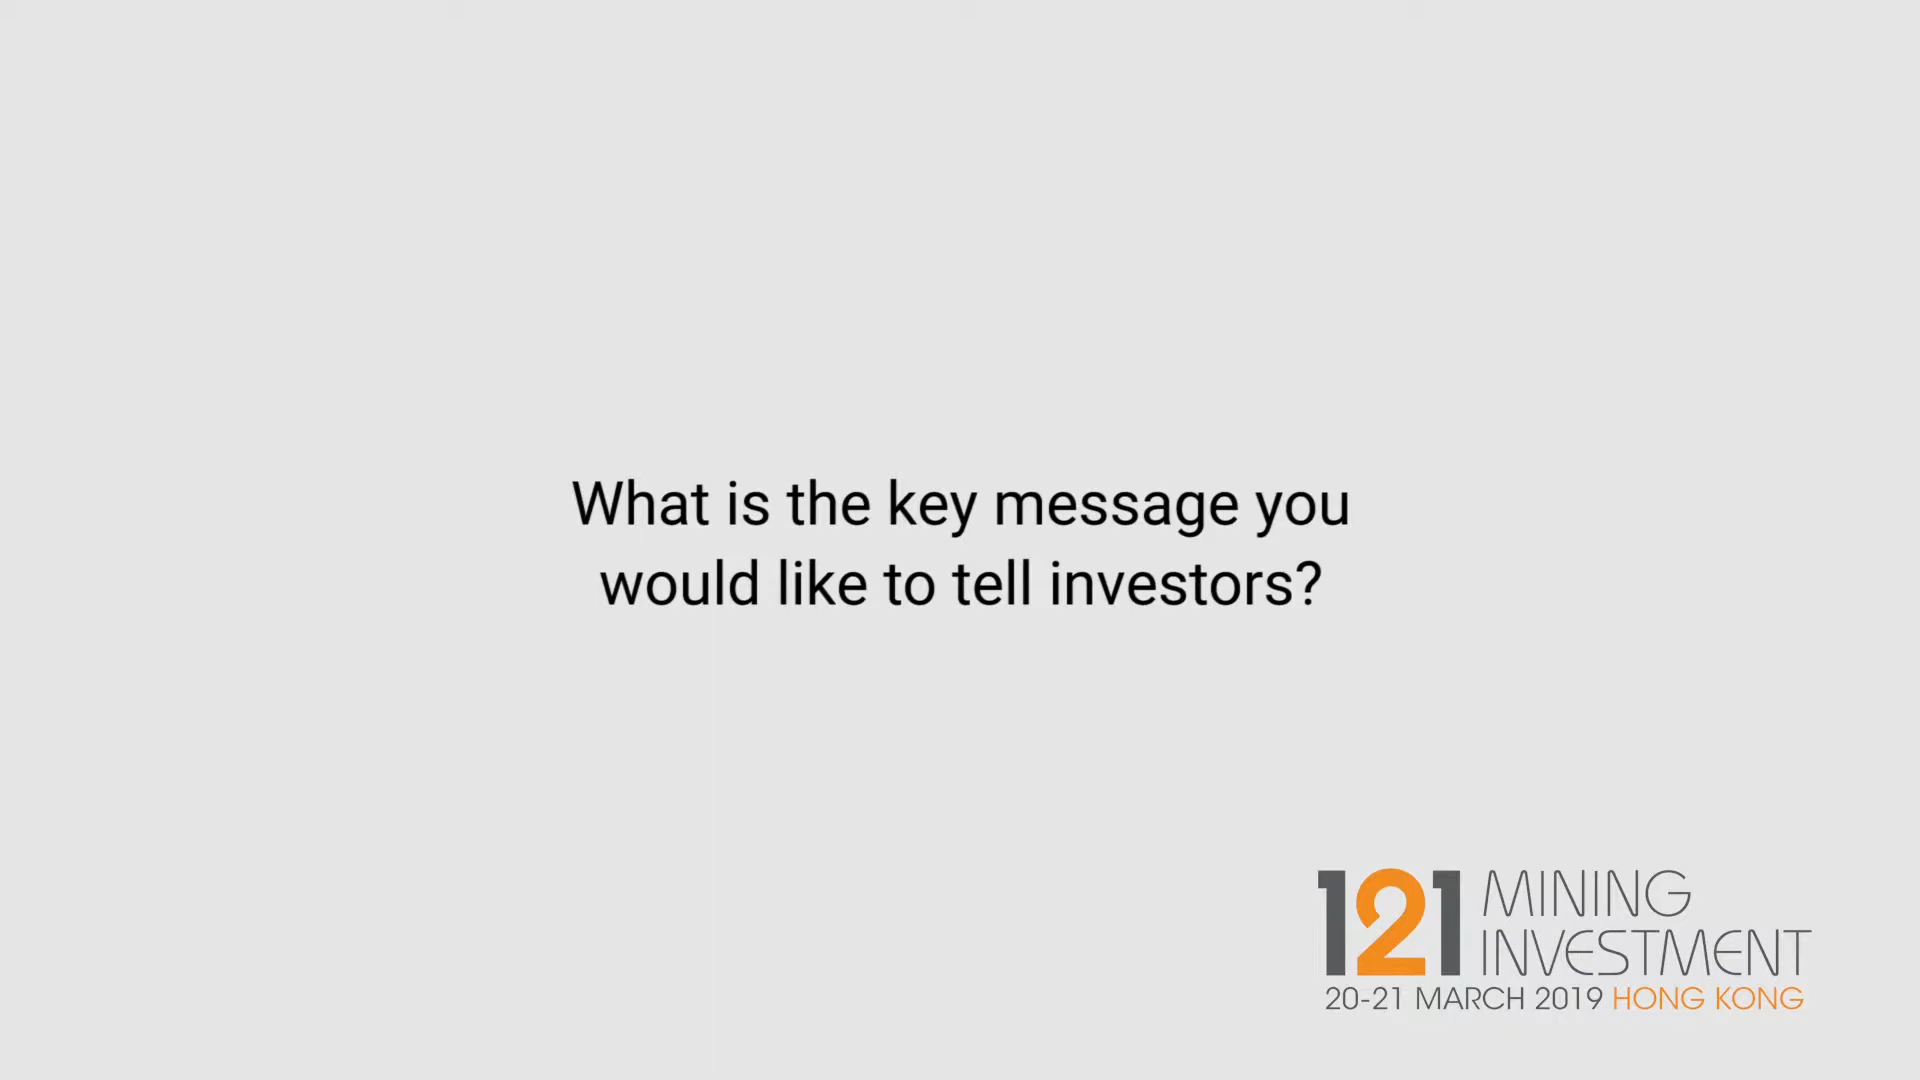 What is the key message you
would like to tell investors?
121 MINING
INVESTMENT
20-21 MARCH 2019 HONG KONG